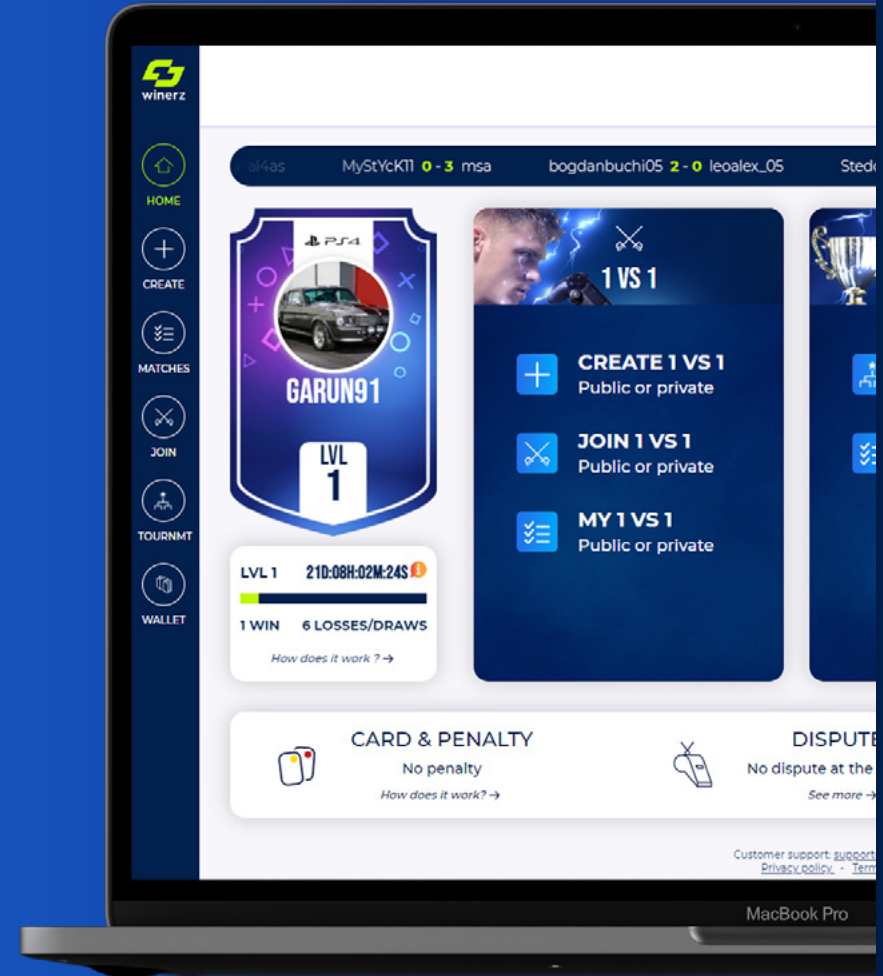 winerz
HOME
CREATE
MATCHES
JOIN
TOURNMT
WALLET
al4as MyStYcK11 0 - 3 msa bogdanbuchi05 2 - 0 leoalex_05
PS4
GARUN91
LVL
1
LVL 1 21D:08H:02M:24S
1 WIN 6 LOSSES/DRAWS
How does it work ? →
1 VS 1
CREATE 1 VS 1
Public or private
JOIN 1 VS 1
Public or private
MY 1 VS 1
Public or private
CARD & PENALTY
No penalty
How does it work? →
DISPUTE
No dispute at the
See more →
Customer support: support
Privacy policy - Term
MacBook Pro